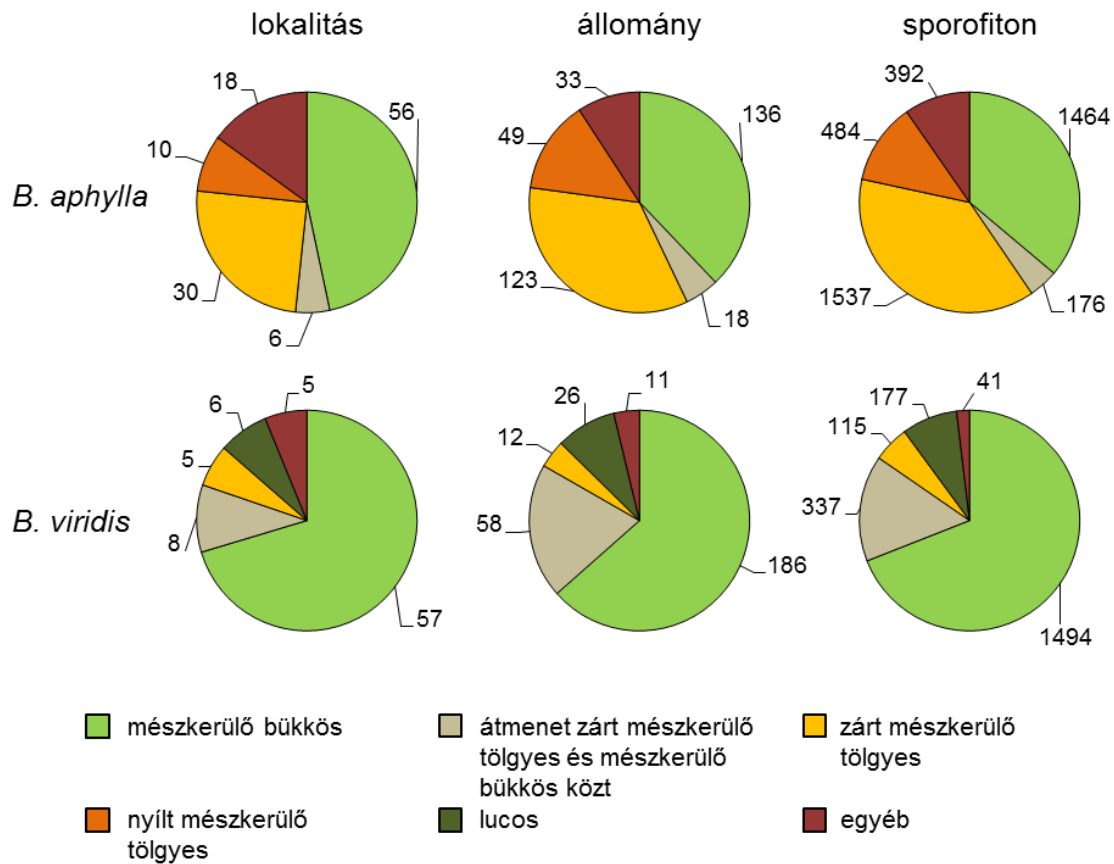 lokalitás állomány sporofiton
18 33 392
56 136 1464
10 49 484
B. aphylla
30 123 1537
6 18 176
5 11 41
6 26 177
5 12 115
B. viridis
8 58 337
57 186 1494
mészkerülő bükkös
átmenet zárt mészkerülő
tölgyes és mészkerülő
bükkös közt
zárt mészkerülő
tölgyes
nyílt mészkerülő
tölgyes
lucos
egyéb